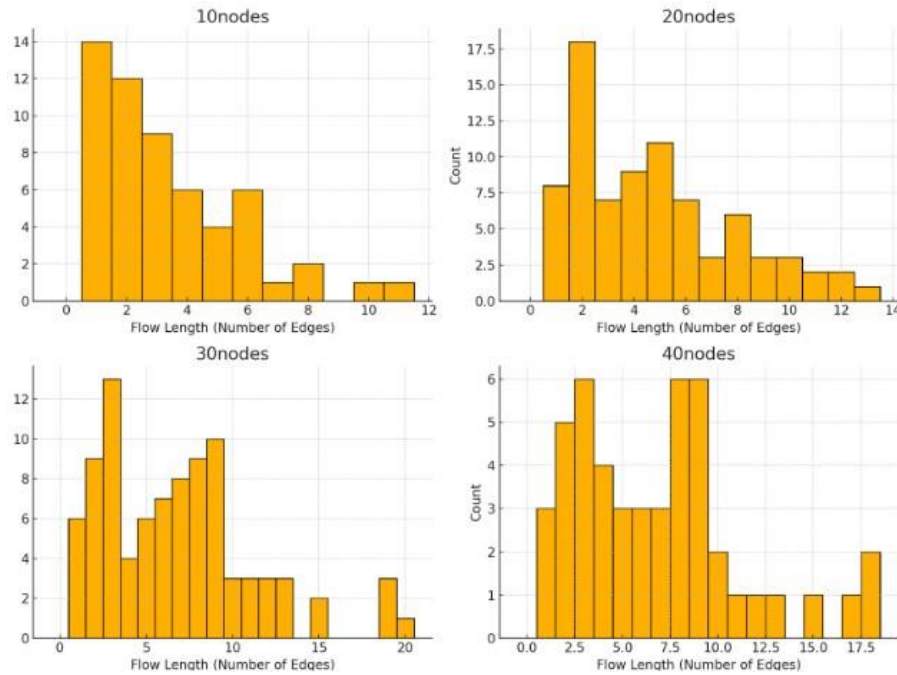 10nodes
14
12
10
8
6
4
2
0
0 2 4 6 8 10 12
Flow Length (Number of Edges)
20nodes
Count
17.5
15.0
12.5
10.0
7.5
5.0
2.5
0.0
0 2 4 6 8 10 12 14
Flow Length (Number of Edges)
30nodes
12
10
8
6
4
2
0
0 5 10 15 20
Flow Length (Number of Edges)
40nodes
Count
6
5
4
3
2
1
0
0.0 2.5 5.0 7.5 10.0 12.5 15.0 17.5
Flow Length (Number of Edges)